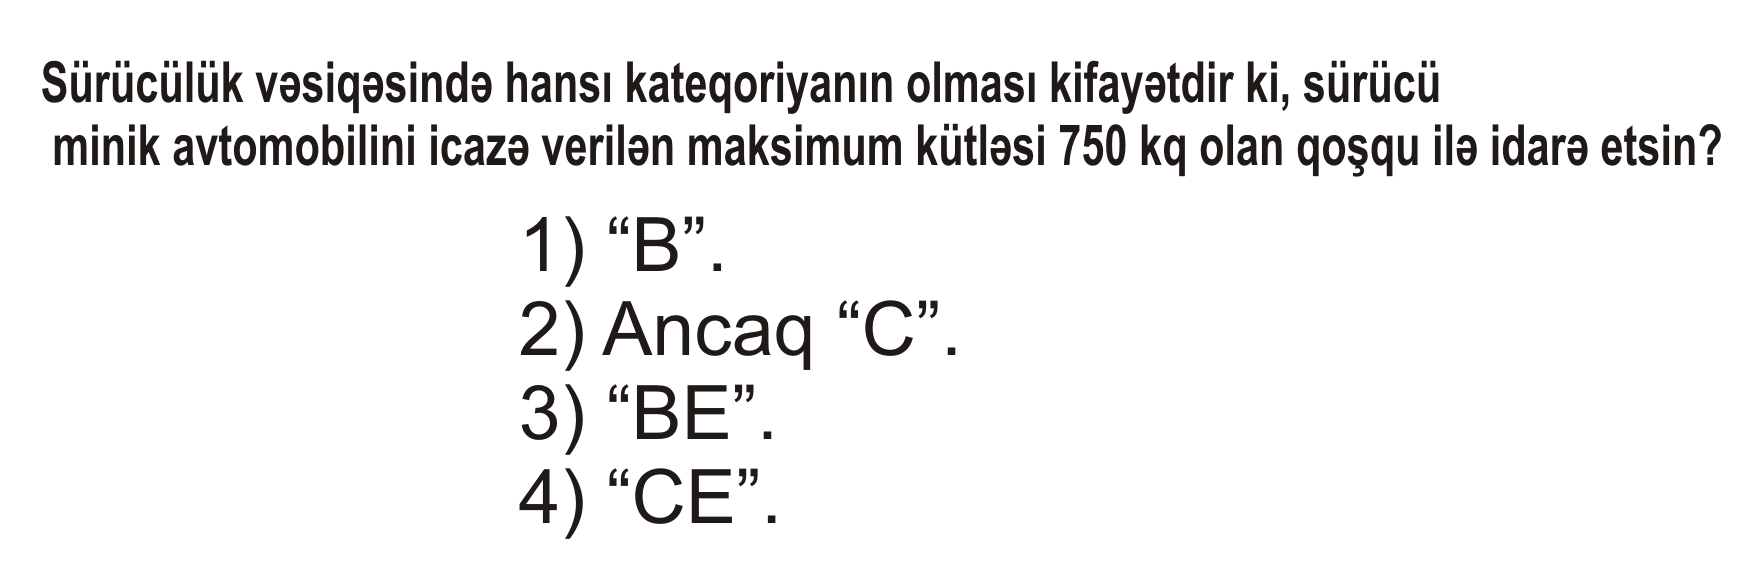 Sürücülük vəsiqəsində hansı kateqoriyanın olması kifayətdir ki, sürücü
minik avtomobilini icazə verilən maksimum kütləsi 750 kq olan qoşqu ilə idarə etsin?
1) “B”.
2) Ancaq “C”.
3) “BE”.
4) “CE”.